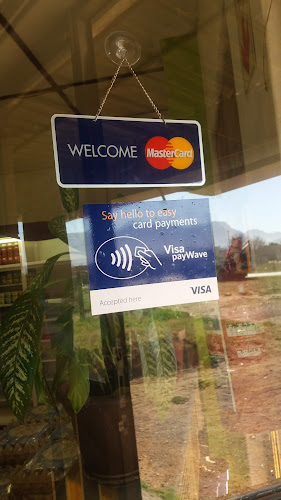 WELCOME MasterCard
Say hello to easy
card payments
Visa
payWave
Accepted here VISA